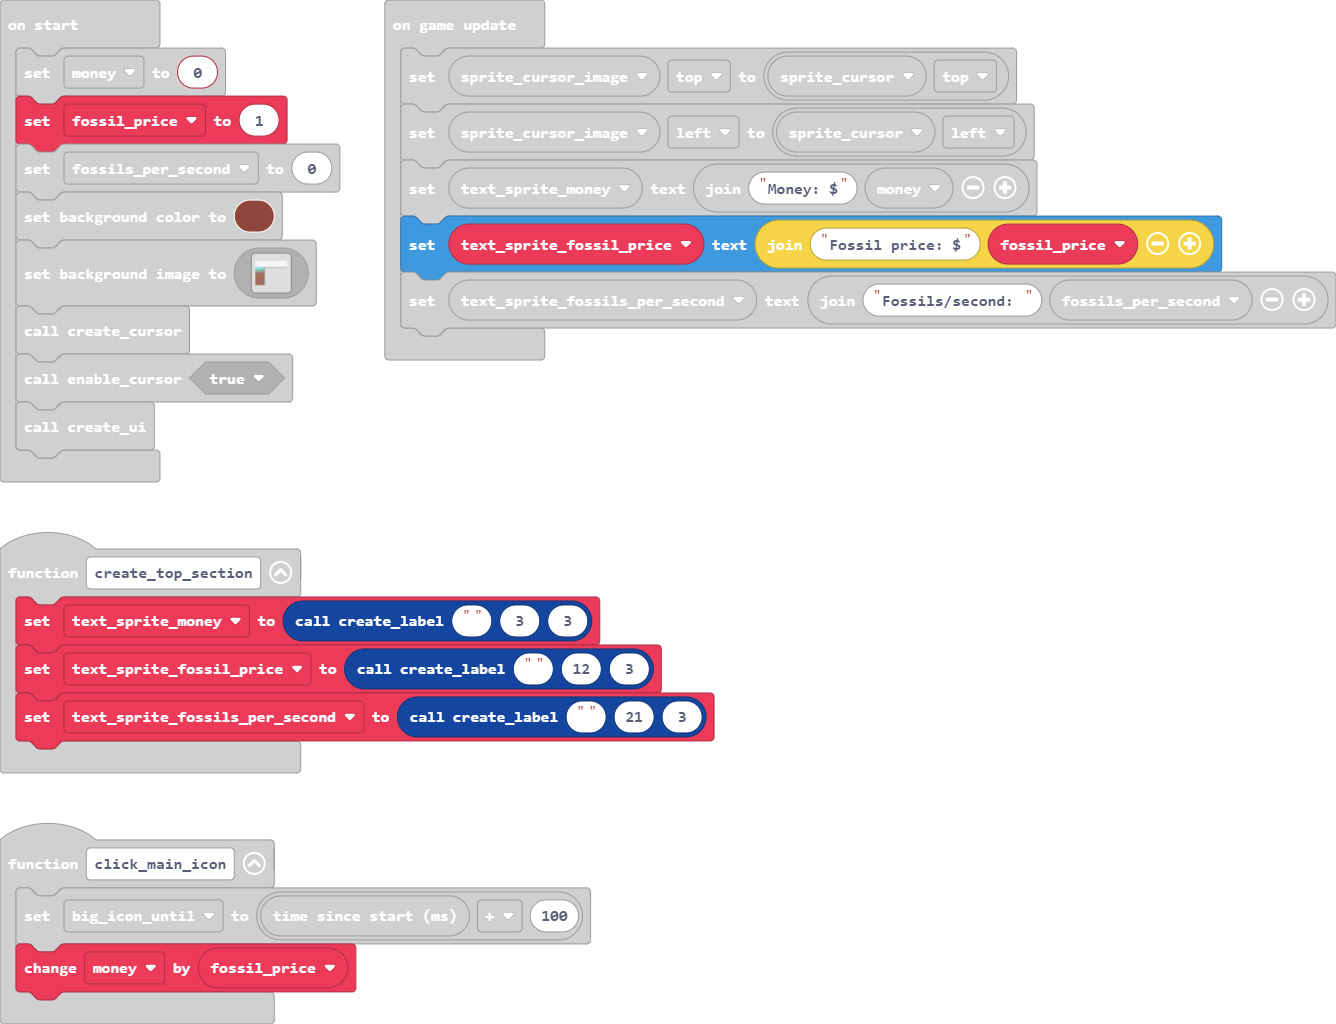 on start
set money to 0
set fossil_price to 1
set fossils_per_second to 0
set background color to
set background image to
call create_cursor
call enable_cursor true
call create_ui
on game update
set sprite_cursor_image top to sprite_cursor top
set sprite_cursor_image left to sprite_cursor left
set text_sprite_money text join "Money: $" money
set text_sprite_fossil_price text join "Fossil price: $" fossil_price
set text_sprite_fossils_per_second text join "Fossils/second: " fossils_per_second
function create_top_section
set text_sprite_money to call create_label "" 3 3
set text_sprite_fossil_price to call create_label "" 12 3
set text_sprite_fossils_per_second to call create_label "" 21 3
function click_main_icon
set big_icon_until to time since start (ms) + 100
change money by fossil_price